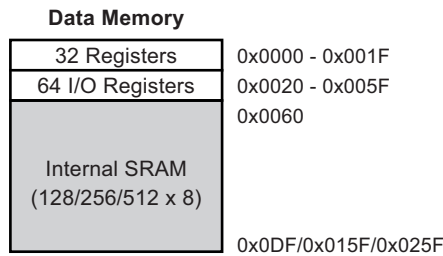 Data Memory
32 Registers
0x0000 - 0x001F
64 I/O Registers
0x0020 - 0x005F
0x0060
Internal SRAM
(128/256/512 x 8)
0x0DF/0x015F/0x025F